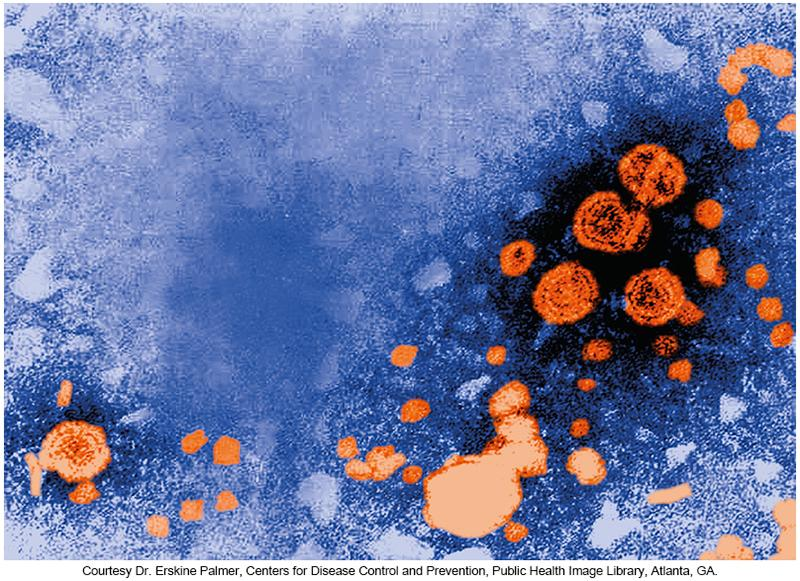 Courtesy Dr. Erskine Palmer, Centers for Disease Control and Prevention, Public Health Image Library, Atlanta, GA.